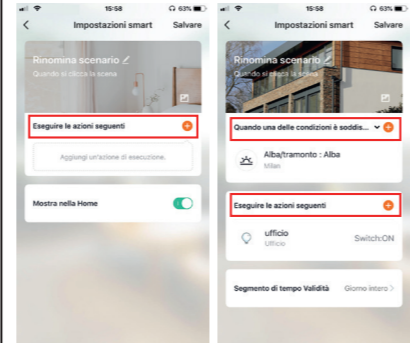 15:58
63%
Impostazioni smart
Salvare
Rinomina scenario
Quando si clicca la scena
Eseguire le azioni seguenti
Aggiungi un'azione di esecuzione.
Mostra nella Home
15:58
63%
Impostazioni smart
Salvare
Rinomina scenario
Quando si clicca la scena
Quando una delle condizioni è soddis...
Alba/tramonto : Alba
Milan
Eseguire le azioni seguenti
ufficio
Switch:ON
Ufficio
Segmento di tempo Validità
Giorno intero